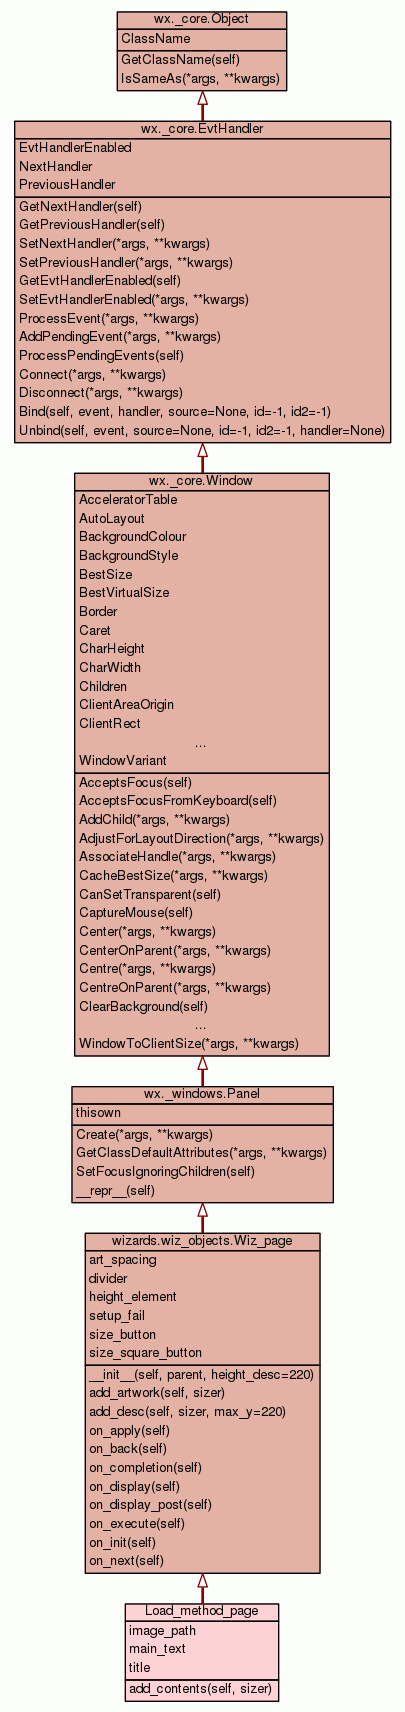 wx._core.Object
ClassName
GetClassName(self)
IsSameAs(*args, **kwargs)
wx._core.EvtHandler
EvtHandlerEnabled
NextHandler
PreviousHandler
GetNextHandler(self)
GetPreviousHandler(self)
SetNextHandler(*args, **kwargs)
SetPreviousHandler(*args, **kwargs)
GetEvtHandlerEnabled(self)
SetEvtHandlerEnabled(*args, **kwargs)
ProcessEvent(*args, **kwargs)
AddPendingEvent(*args, **kwargs)
ProcessPendingEvents(self)
Connect(*args, **kwargs)
Disconnect(*args, **kwargs)
Bind(self, event, handler, source=None, id=-1, id2=-1)
Unbind(self, event, source=None, id=-1, id2=-1, handler=None)
wx._core.Window
AcceleratorTable
AutoLayout
BackgroundColour
BackgroundStyle
BestSize
BestVirtualSize
Border
Caret
CharHeight
CharWidth
Children
ClientAreaOrigin
ClientRect
...
WindowVariant
AcceptsFocus(self)
AcceptsFocusFromKeyboard(self)
AddChild(*args, **kwargs)
AdjustForLayoutDirection(*args, **kwargs)
AssociateHandle(*args, **kwargs)
CacheBestSize(*args, **kwargs)
CanSetTransparent(self)
CaptureMouse(self)
Center(*args, **kwargs)
CenterOnParent(*args, **kwargs)
Centre(*args, **kwargs)
CentreOnParent(*args, **kwargs)
ClearBackground(self)
...
WindowToClientSize(*args, **kwargs)
wx._windows.Panel
thisown
Create(*args, **kwargs)
GetClassDefaultAttributes(*args, **kwargs)
SetFocusIgnoringChildren(self)
__repr__(self)
wizards.wiz_objects.Wiz_page
art_spacing
divider
height_element
setup_fail
size_button
size_square_button
__init__(self, parent, height_desc=220)
add_artwork(self, sizer)
add_desc(self, sizer, max_y=220)
on_apply(self)
on_back(self)
on_completion(self)
on_display(self)
on_display_post(self)
on_execute(self)
on_init(self)
on_next(self)
Load_method_page
image_path
main_text
title
add_contents(self, sizer)